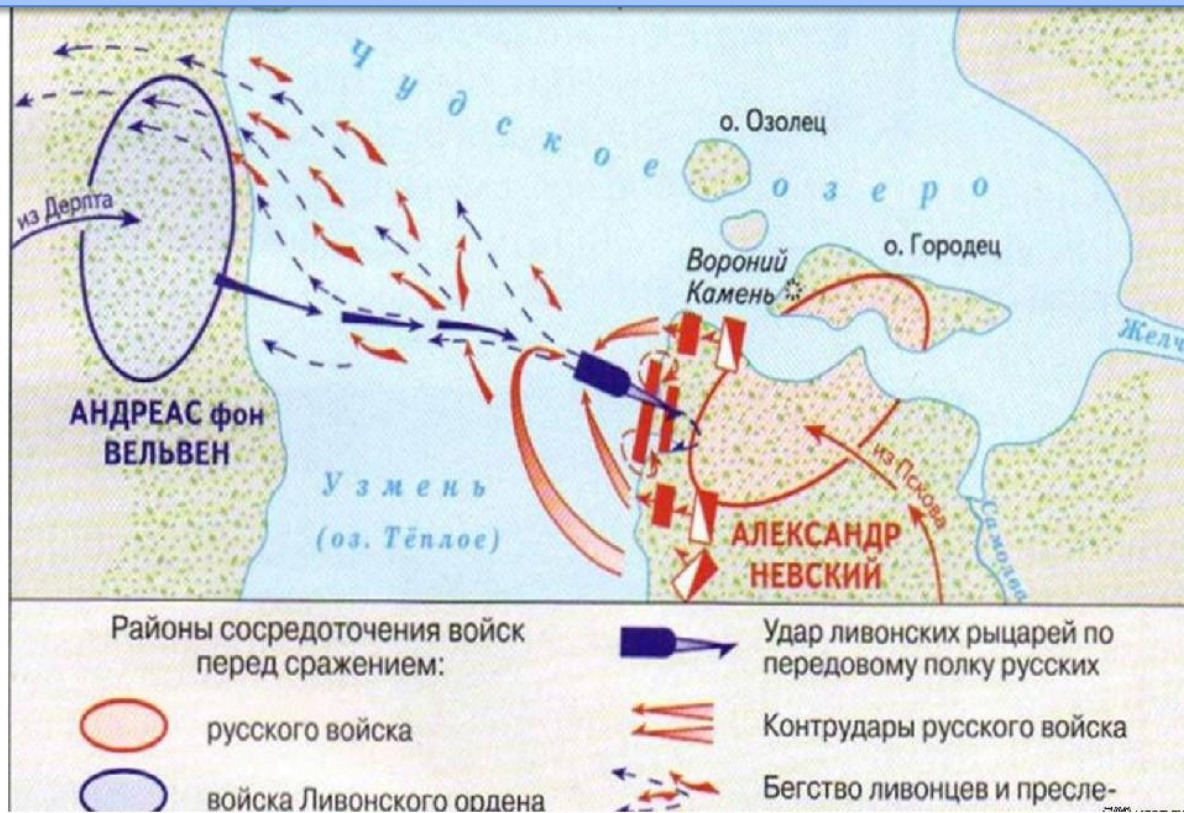 Чудское озеро
о. Озолец
о. Городец
Вороний
Камень
Желч
из Дерпта
АНДРЕАС фон
ВЕЛЬВЕН
Узмень
(оз. Тёплое)
из Пскова
АЛЕКСАНДР
НЕВСКИЙ
Самолва
Районы сосредоточения войск
перед сражением:
русского войска
войска Ливонского ордена
Удар ливонских рыцарей по
передовому полку русских
Контрудары русского войска
Бегство ливонцев и пресле-